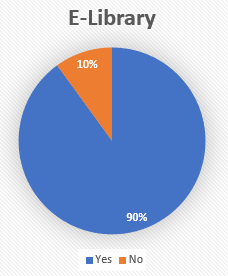 E-Library
10%
90%
Yes No